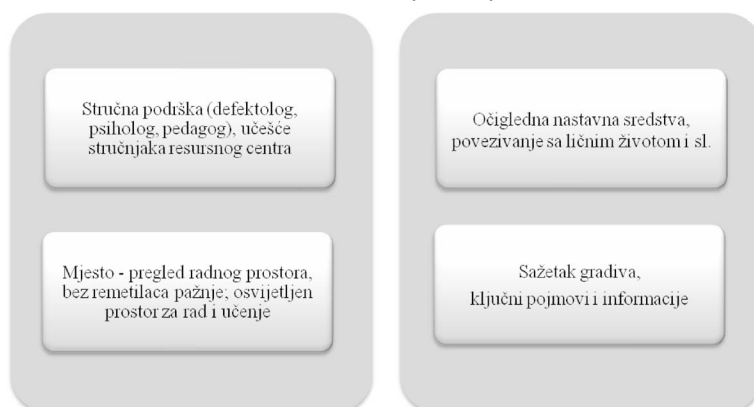 Stručna podrška (defektolog,
psiholog, pedagog), učešće
stručnjaka resursnog centra
Mjesto - pregled radnog prostora,
bez remetilaca pažnje; osvijetljen
prostor za rad i učenje
Očigledna nastavna sredstva,
povezivanje sa ličnim životom i sl.
Sažetak gradiva,
ključni pojmovi i informacije